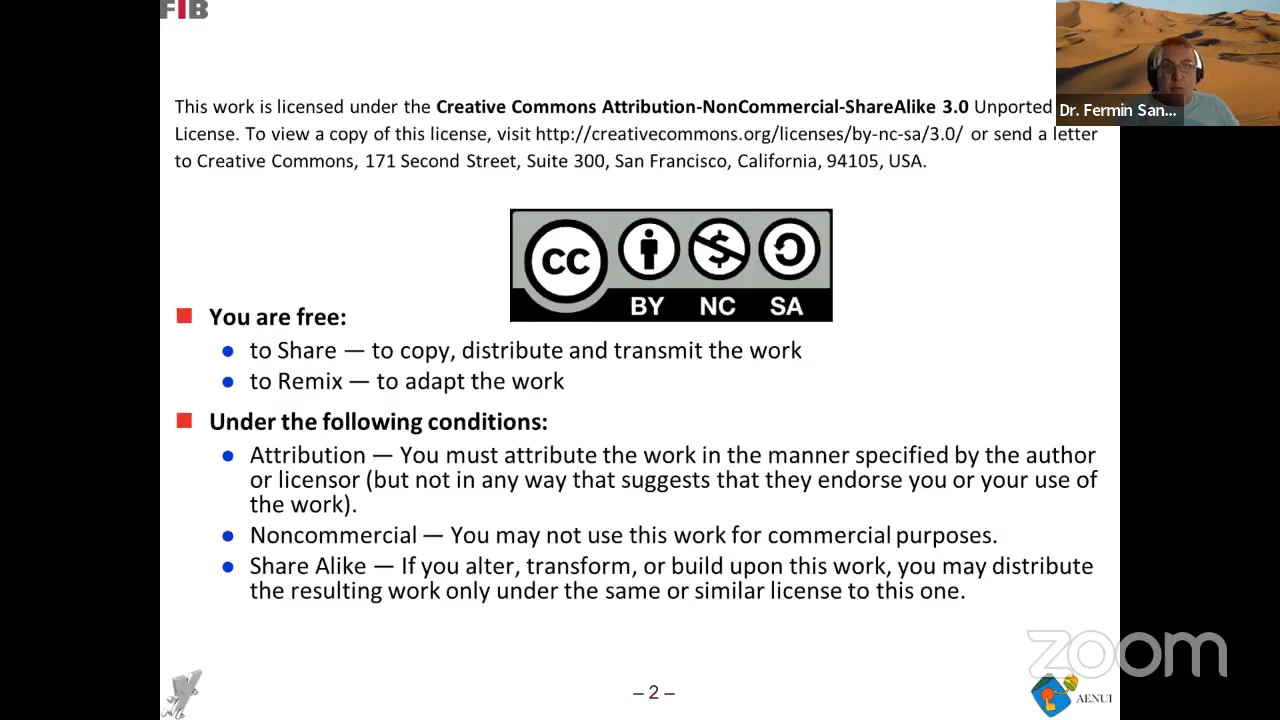 FIB
This work is licensed under the Creative Commons Attribution-NonCommercial-ShareAlike 3.0 Unported
License. To view a copy of this license, visit http://creativecommons.org/licenses/by-nc-sa/3.0/ or send a letter
to Creative Commons, 171 Second Street, Suite 300, San Francisco, California, 94105, USA.
Dr. Fermin San...
CC
BY NC SA
You are free:
to Share — to copy, distribute and transmit the work
to Remix — to adapt the work
Under the following conditions:
Attribution — You must attribute the work in the manner specified by the author
or licensor (but not in any way that suggests that they endorse you or your use of
the work).
Noncommercial — You may not use this work for commercial purposes.
Share Alike — If you alter, transform, or build upon this work, you may distribute
the resulting work only under the same or similar license to this one.
zoom
– 2 –
AENUI